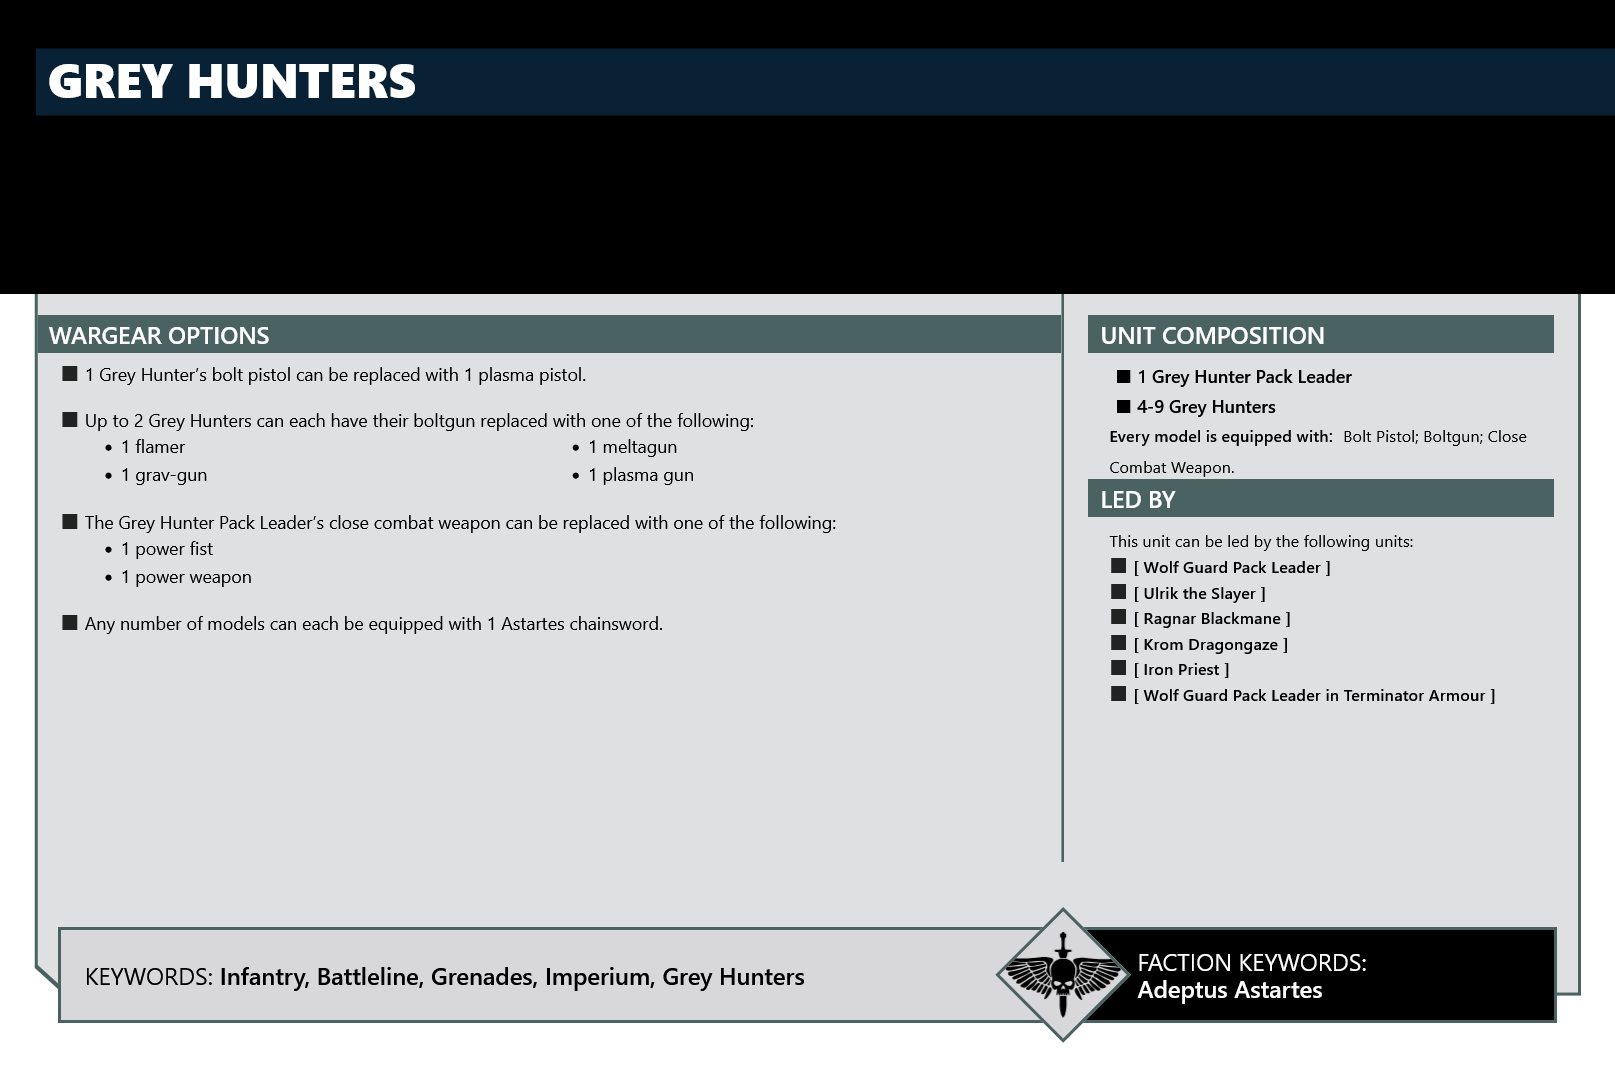 GREY HUNTERS
WARGEAR OPTIONS
1 Grey Hunter’s bolt pistol can be replaced with 1 plasma pistol.
Up to 2 Grey Hunters can each have their boltgun replaced with one of the following:
1 flamer
1 meltagun
1 grav-gun
1 plasma gun
The Grey Hunter Pack Leader’s close combat weapon can be replaced with one of the following:
1 power fist
1 power weapon
Any number of models can each be equipped with 1 Astartes chainsword.
UNIT COMPOSITION
1 Grey Hunter Pack Leader
4-9 Grey Hunters
Every model is equipped with: Bolt Pistol; Boltgun; Close
Combat Weapon.
LED BY
This unit can be led by the following units:
[ Wolf Guard Pack Leader ]
[ Ulrik the Slayer ]
[ Ragnar Blackmane ]
[ Krom Dragongaze ]
[ Iron Priest ]
[ Wolf Guard Pack Leader in Terminator Armour ]
KEYWORDS: Infantry, Battleline, Grenades, Imperium, Grey Hunters
FACTION KEYWORDS:
Adeptus Astartes